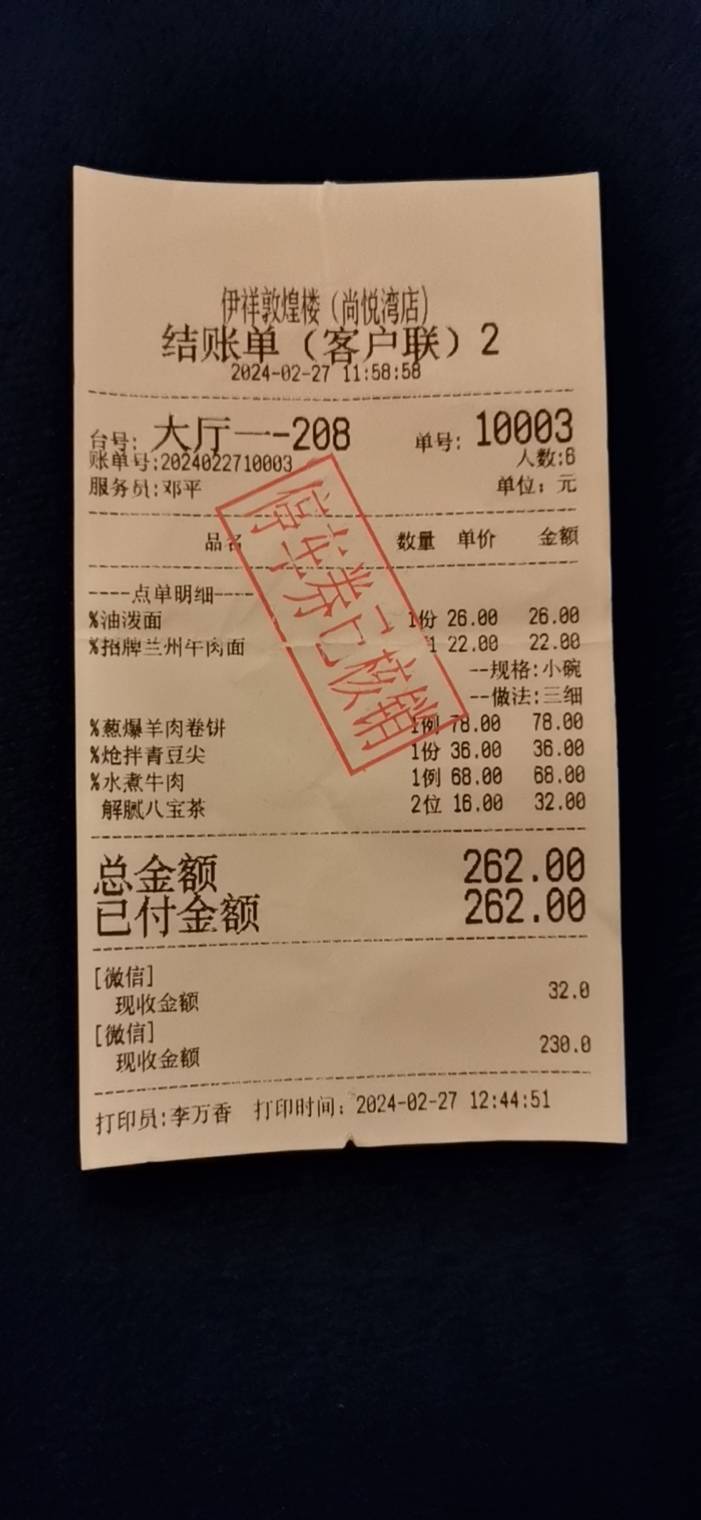 伊祥敦煌楼（尚悦湾店）
结账单（客户联）2
2024-02-27 11:58:58
台号: 大厅一-208 单号: 10003
账单号:2024022710003 人数:6
服务员:邓平 单位: 元
品名 数量 单价 金额
----点单明细----
%油泼面 1份 26.00 26.00
%招牌兰州牛肉面 1 22.00 22.00
--规格:小碗
--做法:三细
%葱爆羊肉卷饼 1例 78.00 78.00
%炝拌青豆尖 1份 36.00 36.00
%水煮牛肉 1例 68.00 68.00
解腻八宝茶 2位 16.00 32.00
停车券已核销
总金额 262.00
已付金额 262.00
[微信]
现收金额 32.0
[微信]
现收金额 230.0
打印员:李万香 打印时间: 2024-02-27 12:44:51